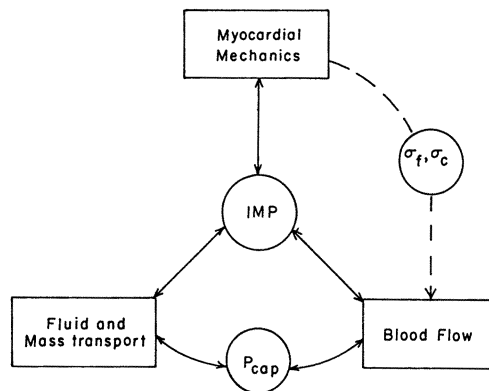 Myocardial
Mechanics
σf, σc
IMP
Fluid and
Mass transport
Pcap
Blood Flow